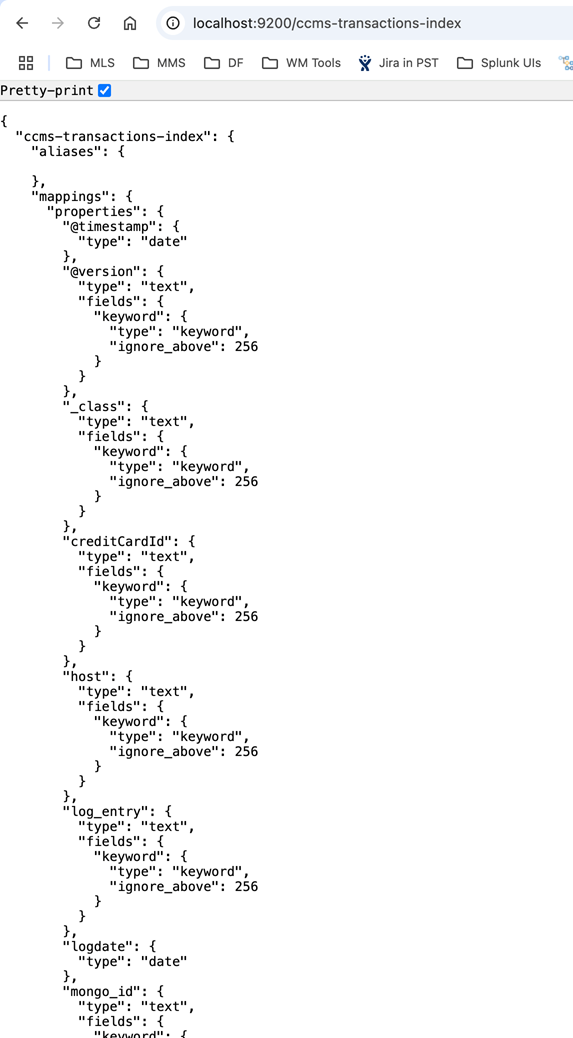 localhost:9200/ccms-transactions-index
MLS MMS DF WM Tools Jira in PST Splunk UIs
Pretty-print
{
  "ccms-transactions-index": {
    "aliases": {

    },
    "mappings": {
      "properties": {
        "@timestamp": {
          "type": "date"
        },
        "@version": {
          "type": "text",
          "fields": {
            "keyword": {
              "type": "keyword",
              "ignore_above": 256
            }
          }
        },
        "_class": {
          "type": "text",
          "fields": {
            "keyword": {
              "type": "keyword",
              "ignore_above": 256
            }
          }
        },
        "creditCardId": {
          "type": "text",
          "fields": {
            "keyword": {
              "type": "keyword",
              "ignore_above": 256
            }
          }
        },
        "host": {
          "type": "text",
          "fields": {
            "keyword": {
              "type": "keyword",
              "ignore_above": 256
            }
          }
        },
        "log_entry": {
          "type": "text",
          "fields": {
            "keyword": {
              "type": "keyword",
              "ignore_above": 256
            }
          }
        },
        "logdate": {
          "type": "date"
        },
        "mongo_id": {
          "type": "text",
          "fields": {
            "keyword": {